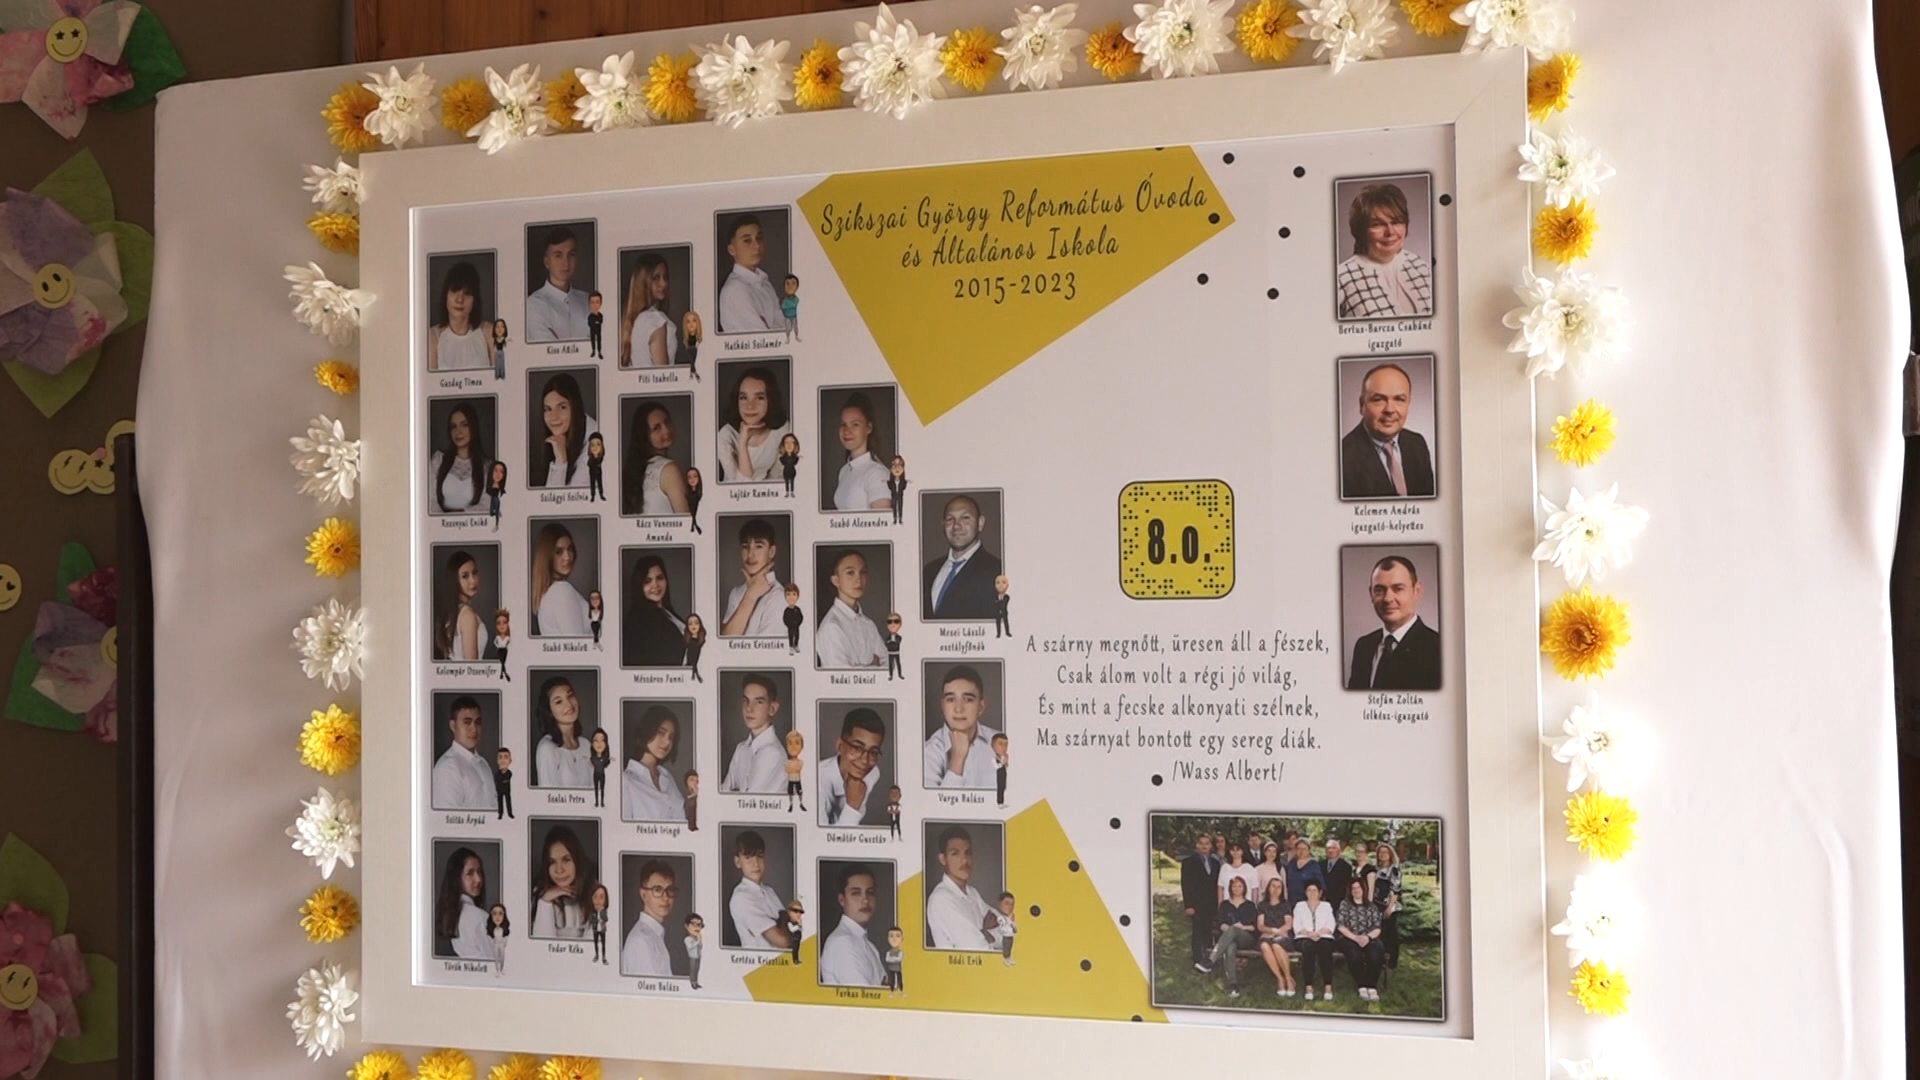 Szikszai György Református Óvoda
és Általános Iskola
2015-2023
Gazdag Tímea
Kiss Attila
Piti Izabella
Hatházi Szilamér
Rozsnyai Enikő
Szilágyi Szilvia
Rácz Vanessza
Amanda
Lajtár Ramóna
Szabó Alexandra
Kolompár Dzsenifer
Szabó Nikolett
Mészáros Fanni
Kovács Krisztián
Budai Dániel
Mezei László
osztályfőnök
Szitás Árpád
Szalai Petra
Péntek Iringó
Török Dániel
Dömötör Gusztáv
Varga Balázs
Török Nikolett
Fodor Réka
Olasz Balázs
Kertész Krisztián
Farkas Bence
Bódi Erik
8.o.
A szárny megnőtt, üresen áll a fészek,
Csak álom volt a régi jó világ,
És mint a fecske alkonyati szélnek,
Ma szárnyat bontott egy sereg diák.
/Wass Albert/
Bertus-Barcza Csabáné
igazgató
Kelemen András
igazgató-helyettes
Stefán Zoltán
lelkész-igazgató